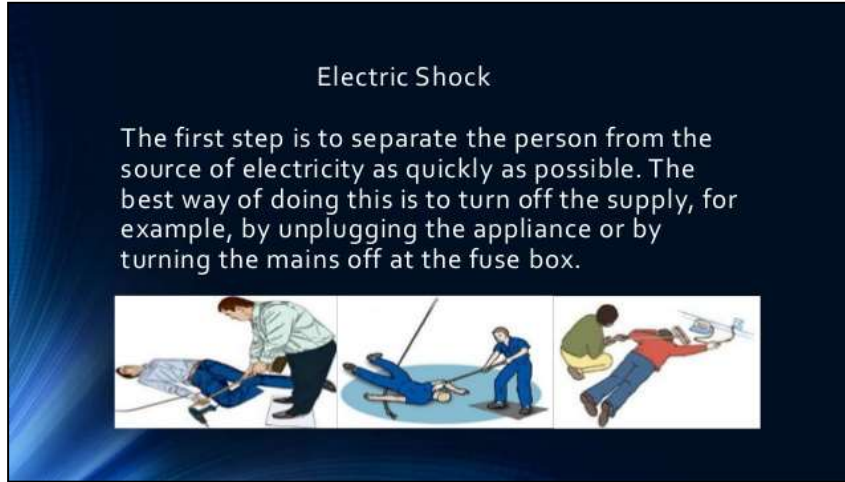 Electric Shock
The first step is to separate the person from the
source of electricity as quickly as possible. The
best way of doing this is to turn off the supply, for
example, by unplugging the appliance or by
turning the mains off at the fuse box.